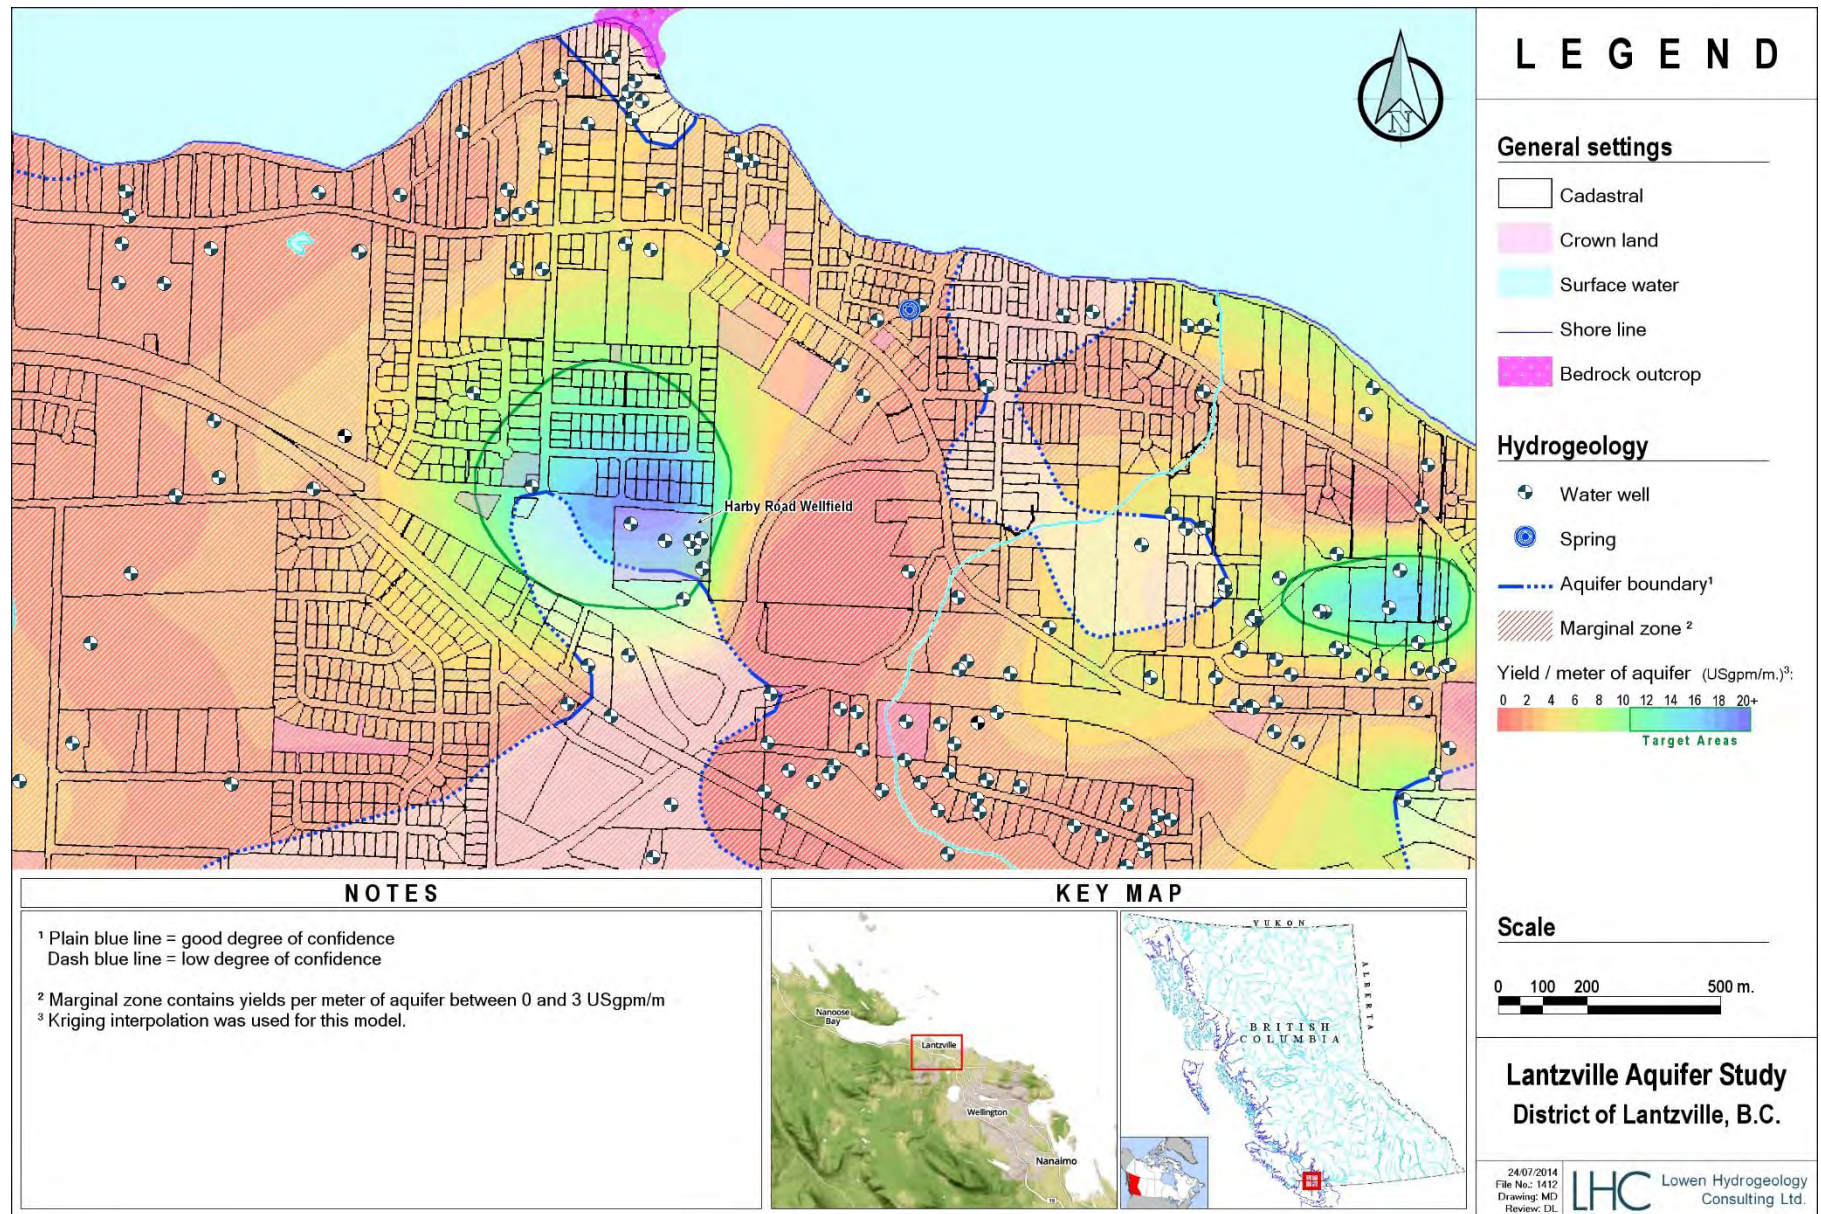 Harby Road Wellfield
N
L E G E N D
General settings
Cadastral
Crown land
Surface water
Shore line
Bedrock outcrop
Hydrogeology
Water well
Spring
Aquifer boundary¹
Marginal zone ²
Yield / meter of aquifer (USgpm/m.)³:
0 2 4 6 8 10 12 14 16 18 20+
Target Areas
Scale
0 100 200 500 m.
Lantzville Aquifer Study
District of Lantzville, B.C.
24/07/2014
File No.: 1412
Drawing: MD
Review: DL
LHC Lowen Hydrogeology
Consulting Ltd.
NOTES
¹ Plain blue line = good degree of confidence
Dash blue line = low degree of confidence
² Marginal zone contains yields per meter of aquifer between 0 and 3 USgpm/m
³ Kriging interpolation was used for this model.
KEY MAP
Nanoose
Bay
Lantzville
Wellington
Nanaimo
19
YUKON
ALBERTA
BRITISH
COLUMBIA